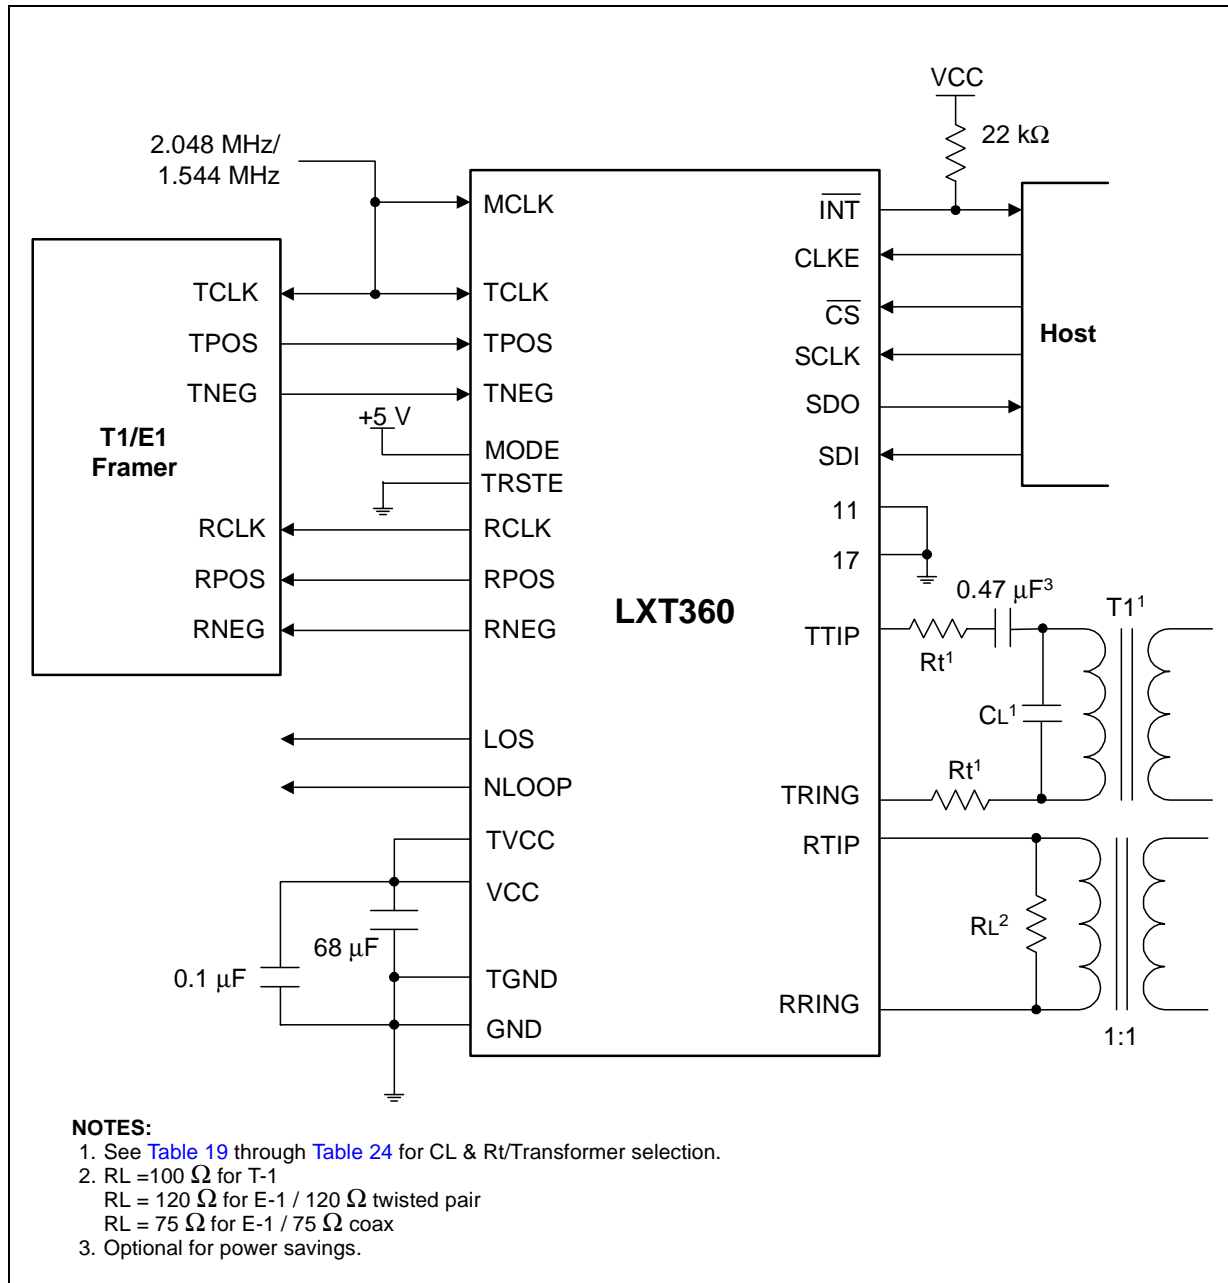 VCC
22 kΩ
2.048 MHz/
1.544 MHz
MCLK
INT
CLKE
TCLK
TCLK
CS
TPOS
TPOS
SCLK
Host
TNEG
TNEG
SDO
+5 V
T1/E1
Framer
MODE
SDI
TRSTE
11
RCLK
RCLK
17
RPOS
RPOS
0.47 µF³
LXT360
T1¹
RNEG
RNEG
TTIP
Rt¹
CL¹
LOS
Rt¹
NLOOP
TRING
TVCC
RTIP
VCC
68 µF
RL²
0.1 µF
TGND
RRING
GND
1:1
NOTES:
1. See Table 19 through Table 24 for CL & Rt/Transformer selection.
2. RL =100 Ω for T-1
RL = 120 Ω for E-1 / 120 Ω twisted pair
RL = 75 Ω for E-1 / 75 Ω coax
3. Optional for power savings.